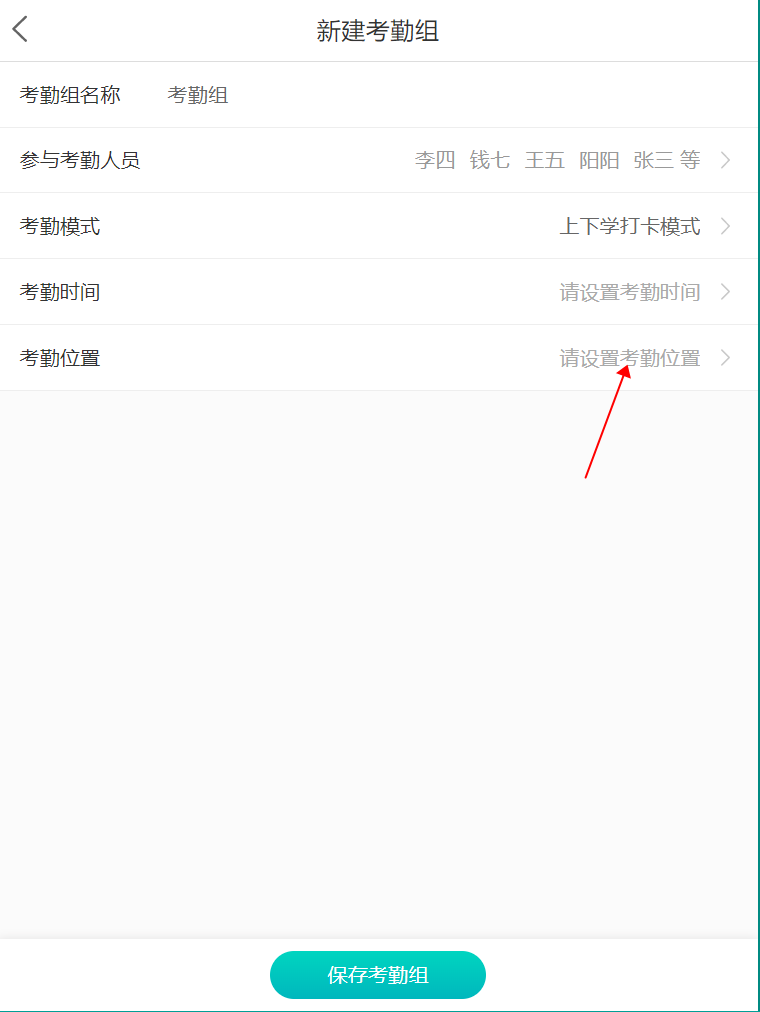 新建考勤组
考勤组名称 考勤组
参与考勤人员 李四 钱七 王五 阳阳 张三 等
考勤模式 上下学打卡模式
考勤时间 请设置考勤时间
考勤位置 请设置考勤位置
保存考勤组